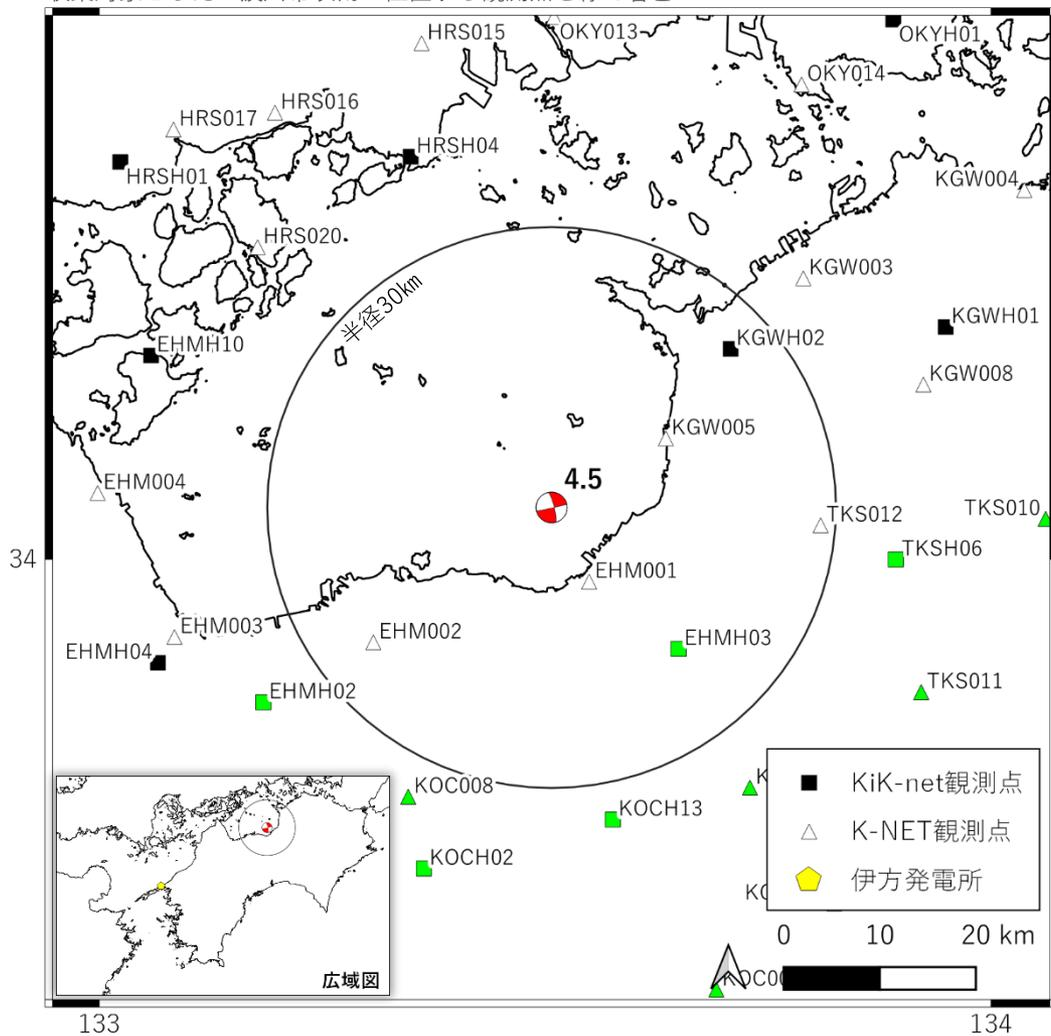 HRS015
OKY013
OKYH01
OKY014
HRS016
HRS017
HRSH04
HRSH01
KGW004
HRS020
KGW003
半径30km
KGWH01
KGWH02
EHMH10
KGW008
KGW005
4.5
EHM004
TKS010
TKS012
34
TKSH06
EHM001
EHM003
EHM002
EHMH03
EHMH04
TKS011
EHMH02
KOC008
KOCH13
KiK-net観測点
K-NET観測点
KOCH02
伊方発電所
0 10 20 km
広域図
133
134